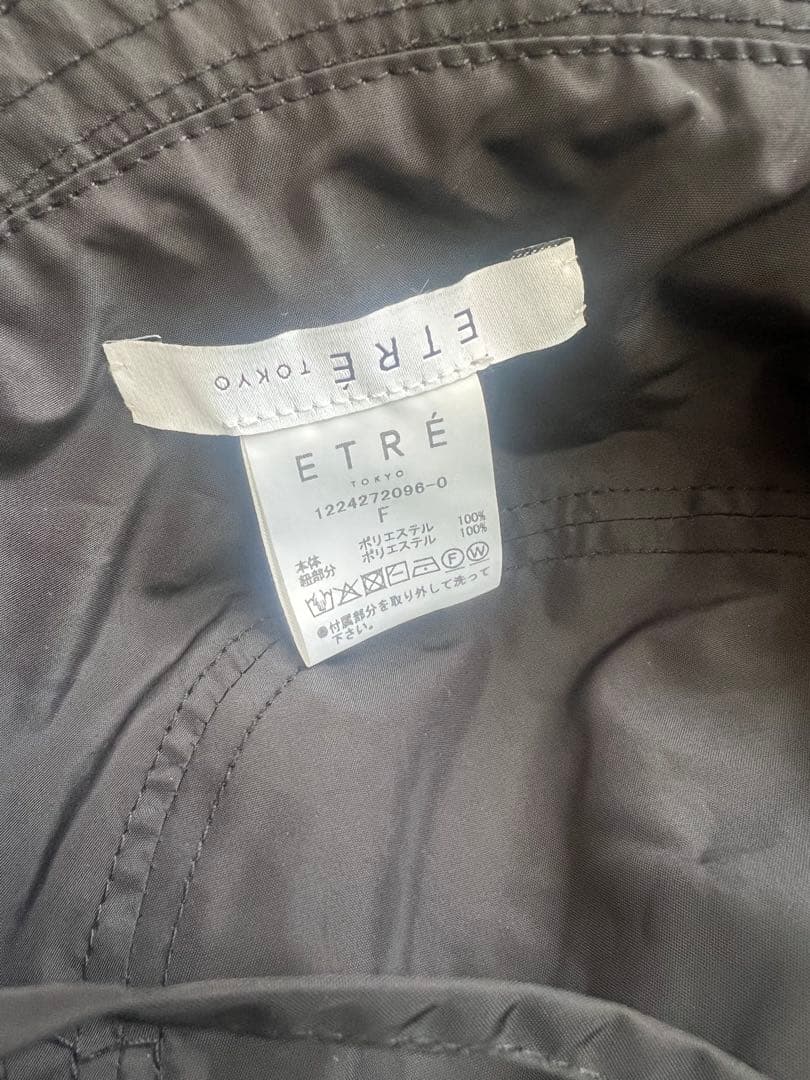 ETRÉ TOKYO
ETRÉ
TOKYO
1224272096-0
F
本体 ポリエステル 100%
紐部分 ポリエステル 100%
F W
●付属部分を取り外して洗って
下さい。